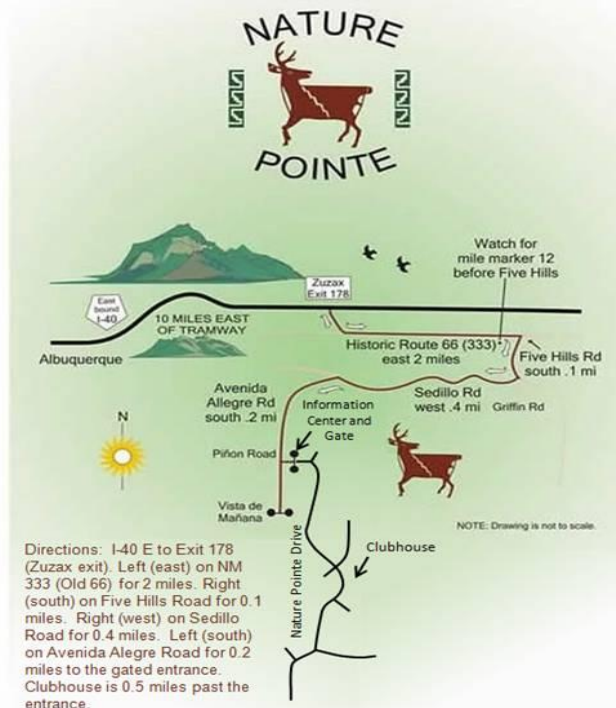 NATURE
POINTE
Watch for
mile marker 12
before Five Hills
Zuzax
Exit 178
East
bound
I-40
10 MILES EAST
OF TRAMWAY
Albuquerque
Historic Route 66 (333)
east 2 miles
Five Hills Rd
south .1 mi
Avenida
Allegre Rd
south .2 mi
Information
Center and
Gate
Sedillo Rd
west .4 mi
Griffin Rd
N
Piñon Road
Vista de
Mañana
NOTE: Drawing is not to scale.
Nature Pointe Drive
Clubhouse
Directions: I-40 E to Exit 178
(Zuzax exit). Left (east) on NM
333 (Old 66) for 2 miles. Right
(south) on Five Hills Road for 0.1
miles. Right (west) on Sedillo
Road for 0.4 miles. Left (south)
on Avenida Alegre Road for 0.2
miles to the gated entrance.
Clubhouse is 0.5 miles past the
entrance.